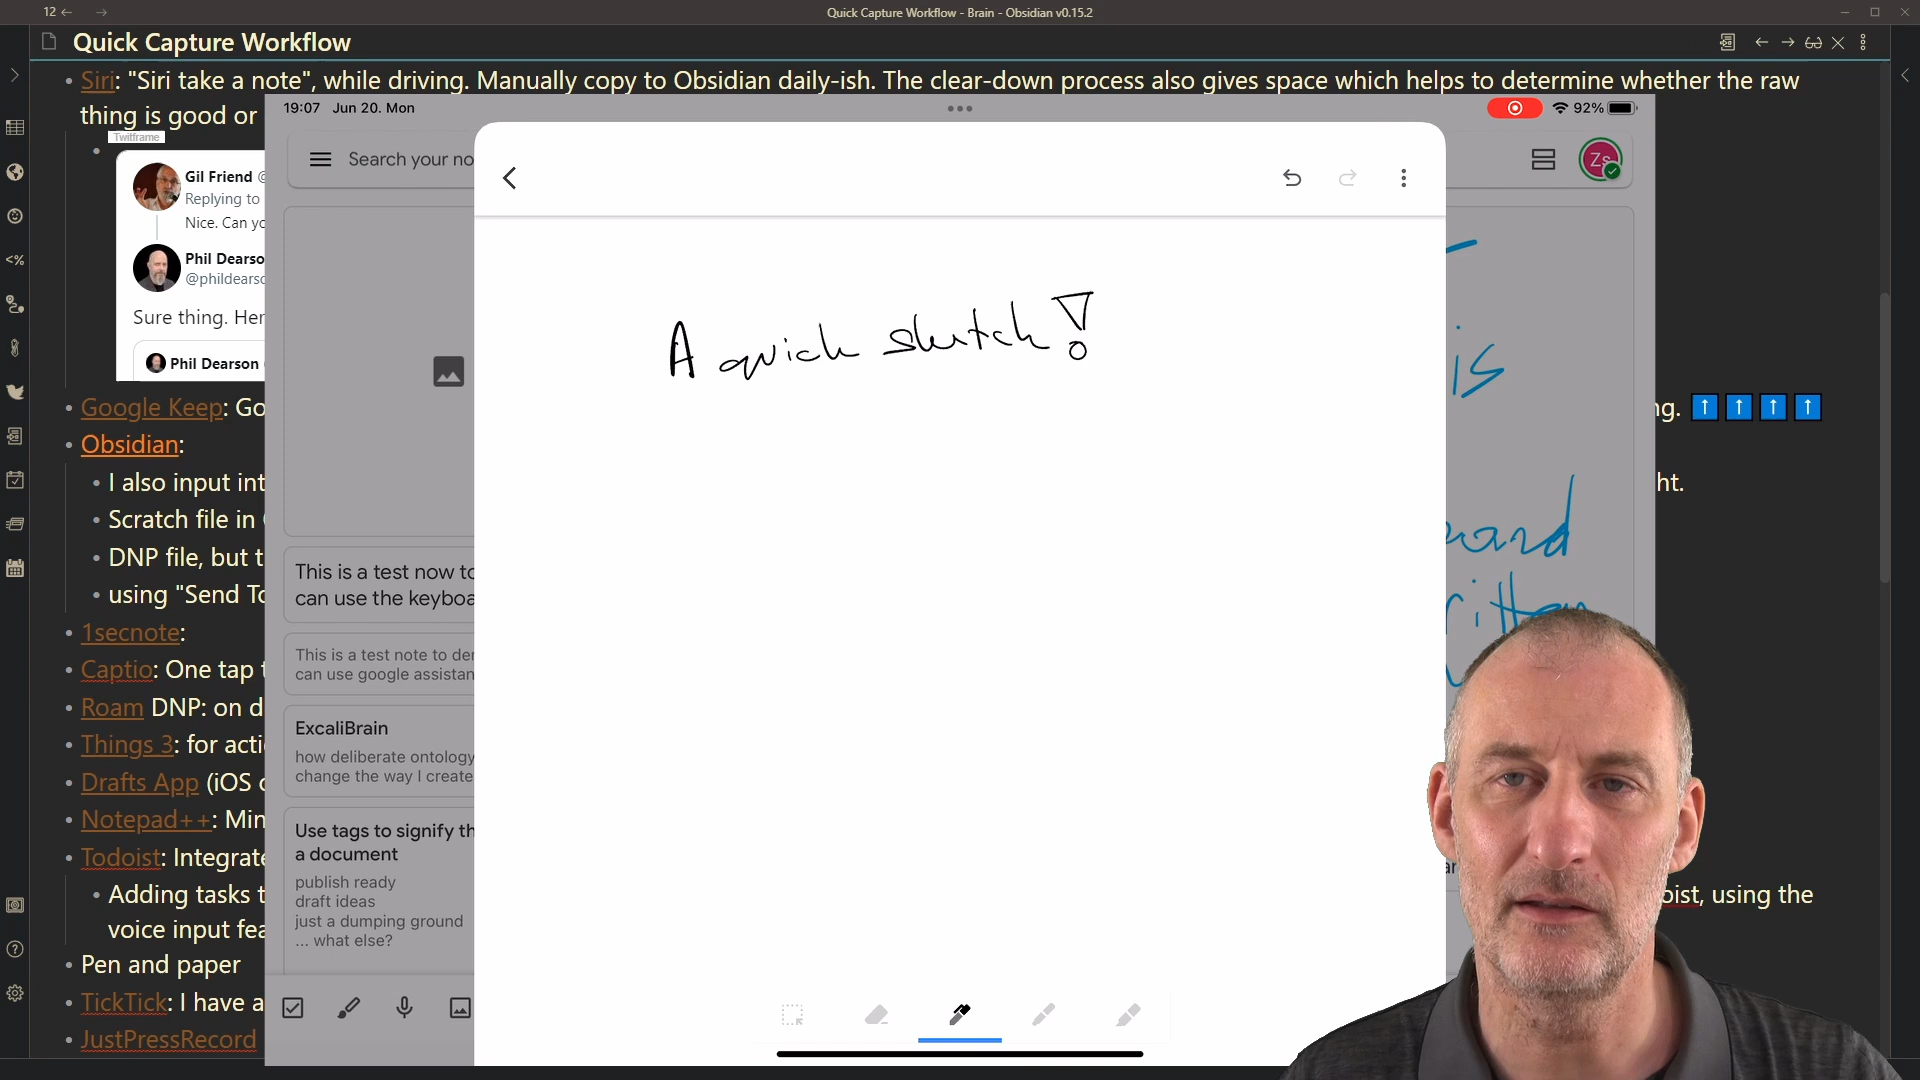 12
Quick Capture Workflow - Brain - Obsidian v0.15.2
Quick Capture Workflow
Siri: "Siri take a note", while driving. Manually copy to Obsidian daily-ish. The clear-down process also gives space which helps to determine whether the raw
thing is good or
Twitframe
Gil Friend
Replying to
Nice. Can yo
Phil Dearso
@phildearso
Sure thing. Her
Phil Dearson
Google Keep: Go
ng. ↑ ↑ ↑ ↑
Obsidian:
I also input int
ht.
Scratch file in
DNP file, but t
using "Send To
1secnote:
Captio: One tap t
Roam DNP: on d
Things 3: for acti
Drafts App (iOS
Notepad++: Min
Todoist: Integrate
Adding tasks t
oist, using the
voice input fea
Pen and paper
TickTick: I have a
JustPressRecord
19:07 Jun 20. Mon
92%
Search your no
Zs
This is a test now to
can use the keyboa
This is a test note to der
can use google assistan
ExcaliBrain
how deliberate ontology
change the way I create
Use tags to signify th
a document
publish ready
draft ideas
just a dumping ground
... what else?
A quick sketch!
is
ritten